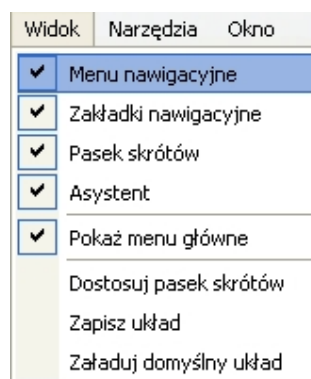 Widok Narzędzia Okno
Menu nawigacyjne
Zakładki nawigacyjne
Pasek skrótów
Asystent
Pokaż menu główne
Dostosuj pasek skrótów
Zapisz układ
Załaduj domyślny układ